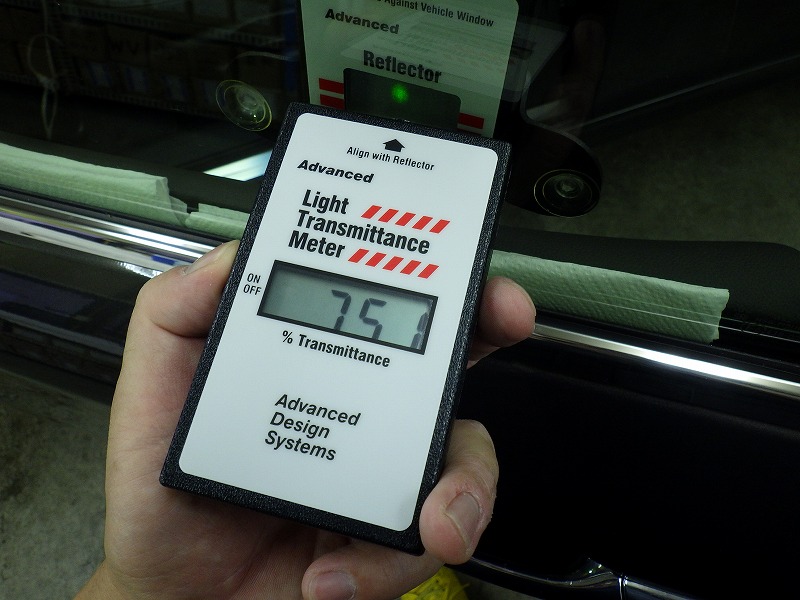 Against Vehicle Window
Advanced
Reflector
Align with Reflector
Advanced
Light
Transmittance
Meter
ON
OFF
75.1
% Transmittance
Advanced
Design
Systems